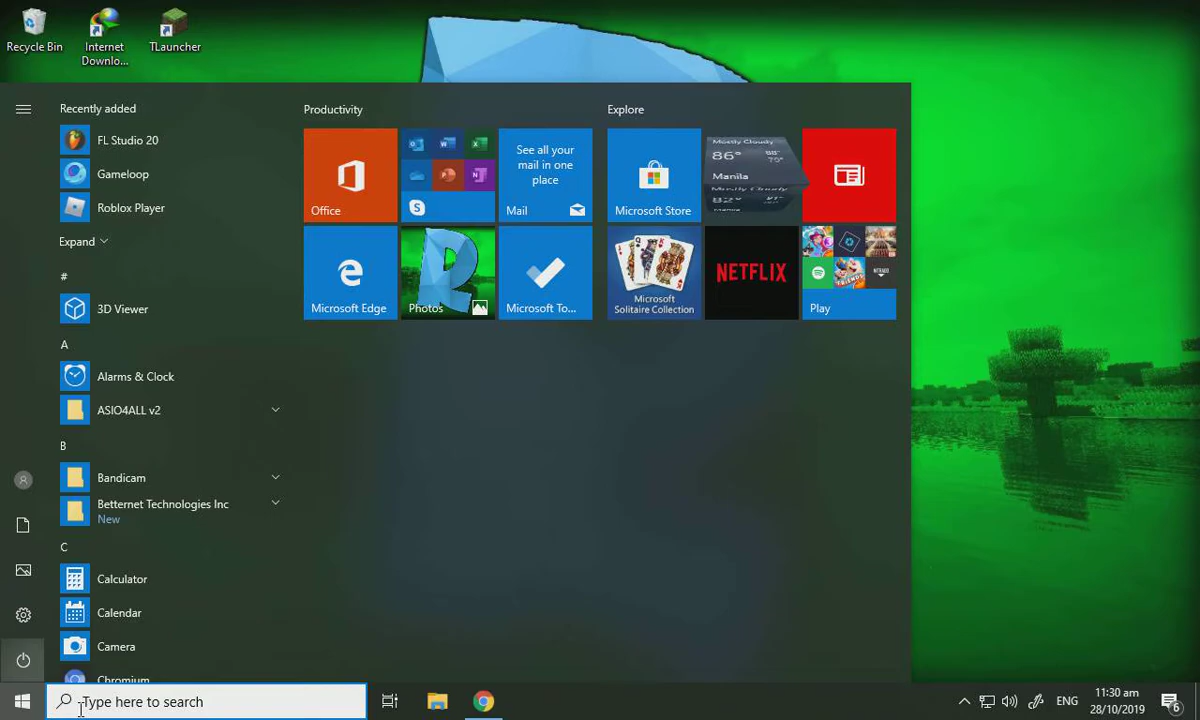 Recycle Bin
Internet
Downlo...
TLauncher
Recently added
FL Studio 20
Gameloop
Roblox Player
Expand
#
3D Viewer
A
Alarms & Clock
ASIO4ALL v2
B
Bandicam
Betternet Technologies Inc
New
C
Calculator
Calendar
Camera
Chromium
Productivity
Office
See all your
mail in one
place
Mail
Microsoft Edge
Photos
Microsoft To...
Explore
Microsoft Store
Mostly Cloudy
86°
88°
79°
Manila
Microsoft
Solitaire Collection
NETFLIX
Play
Type here to search
ENG
11:30 am
28/10/2019
6